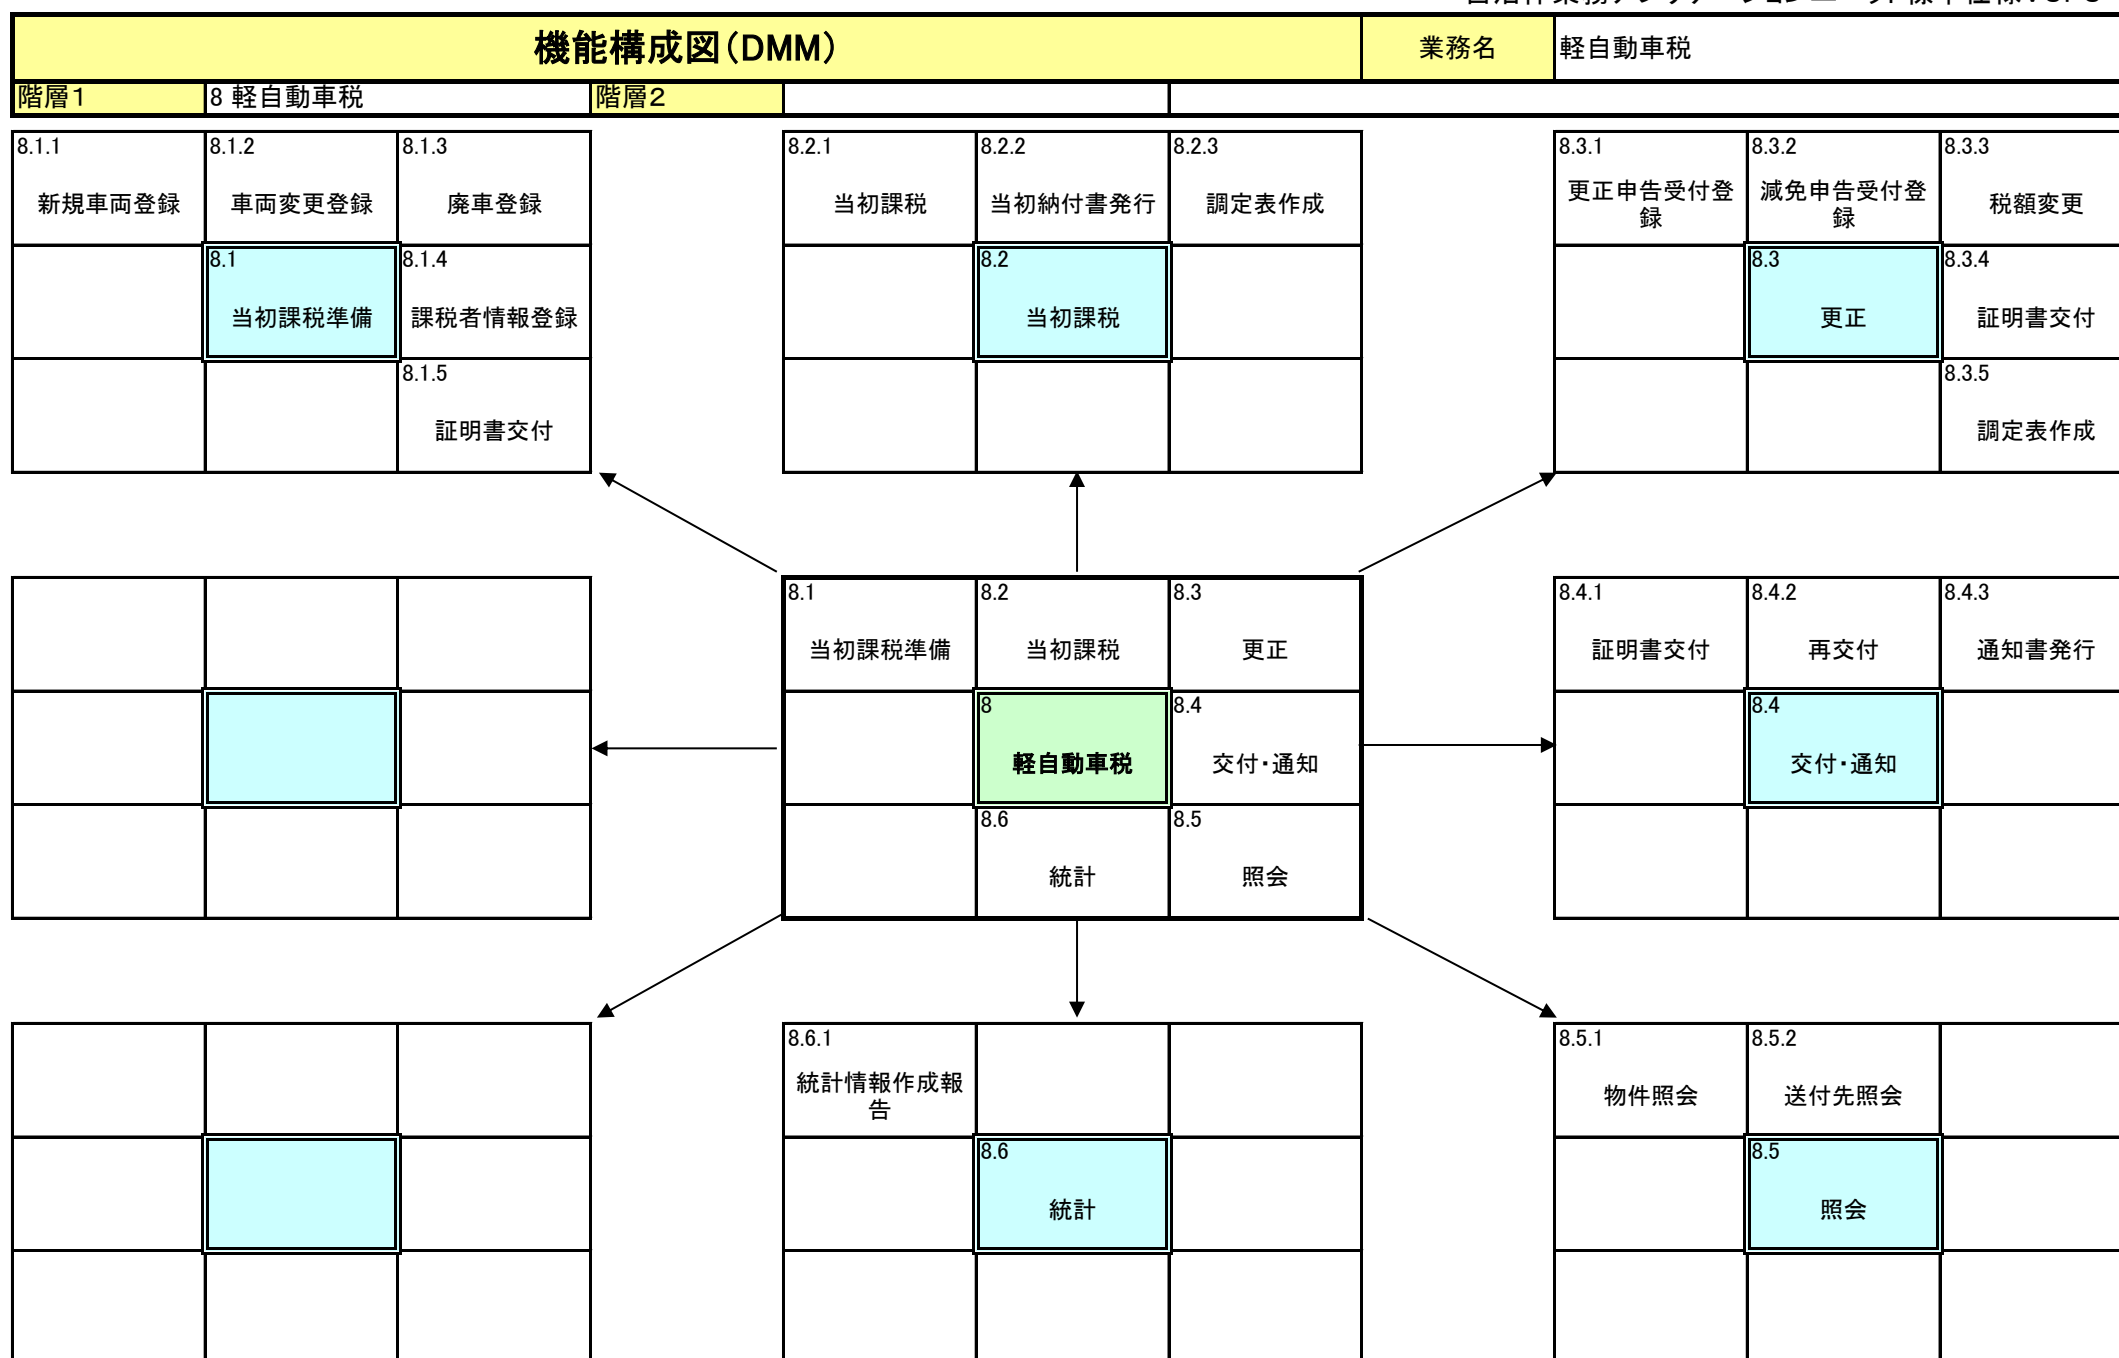 機能構成図(DMM)
業務名
軽自動車税
階層1
8 軽自動車税
階層2
8.1.1
新規車両登録
8.1.2
車両変更登録
8.1.3
廃車登録
8.1
当初課税準備
8.1.4
課税者情報登録
8.1.5
証明書交付
8.2.1
当初課税
8.2.2
当初納付書発行
8.2.3
調定表作成
8.2
当初課税
8.3.1
更正申告受付登
録
8.3.2
減免申告受付登
録
8.3.3
税額変更
8.3
更正
8.3.4
証明書交付
8.3.5
調定表作成
8.1
当初課税準備
8.2
当初課税
8.3
更正
8
軽自動車税
8.4
交付・通知
8.6
統計
8.5
照会
8.4.1
証明書交付
8.4.2
再交付
8.4.3
通知書発行
8.4
交付・通知
8.6.1
統計情報作成報
告
8.6
統計
8.5.1
物件照会
8.5.2
送付先照会
8.5
照会